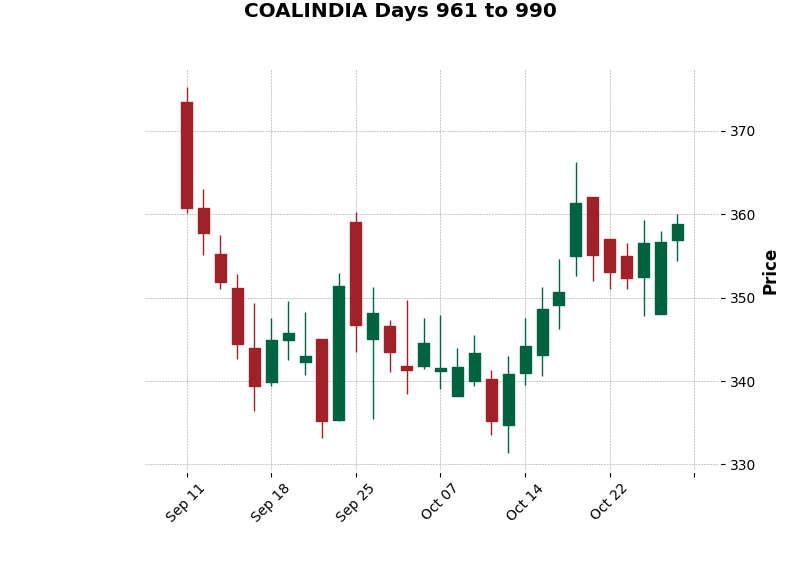 COALINDIA Days 961 to 990
370
360
350
340
330
Price
Sep 11
Sep 18
Sep 25
Oct 07
Oct 14
Oct 22